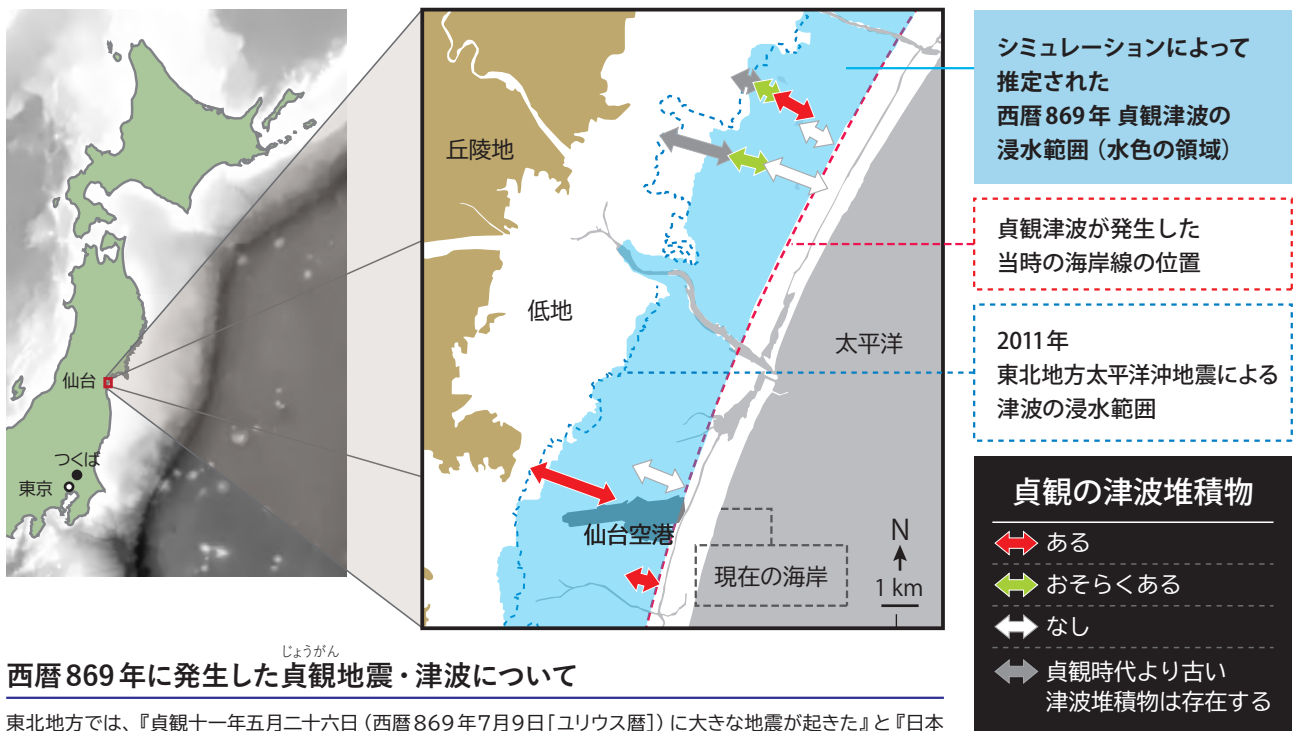 仙台
つくば
東京
丘陵地
低地
太平洋
仙台空港
現在の海岸
N
1 km
シミュレーションによって
推定された
西暦869年 貞観津波の
浸水範囲（水色の領域）
貞観津波が発生した
当時の海岸線の位置
2011年
東北地方太平洋沖地震による
津波の浸水範囲
貞観の津波堆積物
ある
おそらくある
なし
貞観時代より古い
津波堆積物は存在する
じょうがん
西暦869年に発生した貞観地震・津波について
東北地方では、『貞観十一年五月二十六日（西暦869年7月9日[ユリウス暦]）に大きな地震が起きた』と『日本